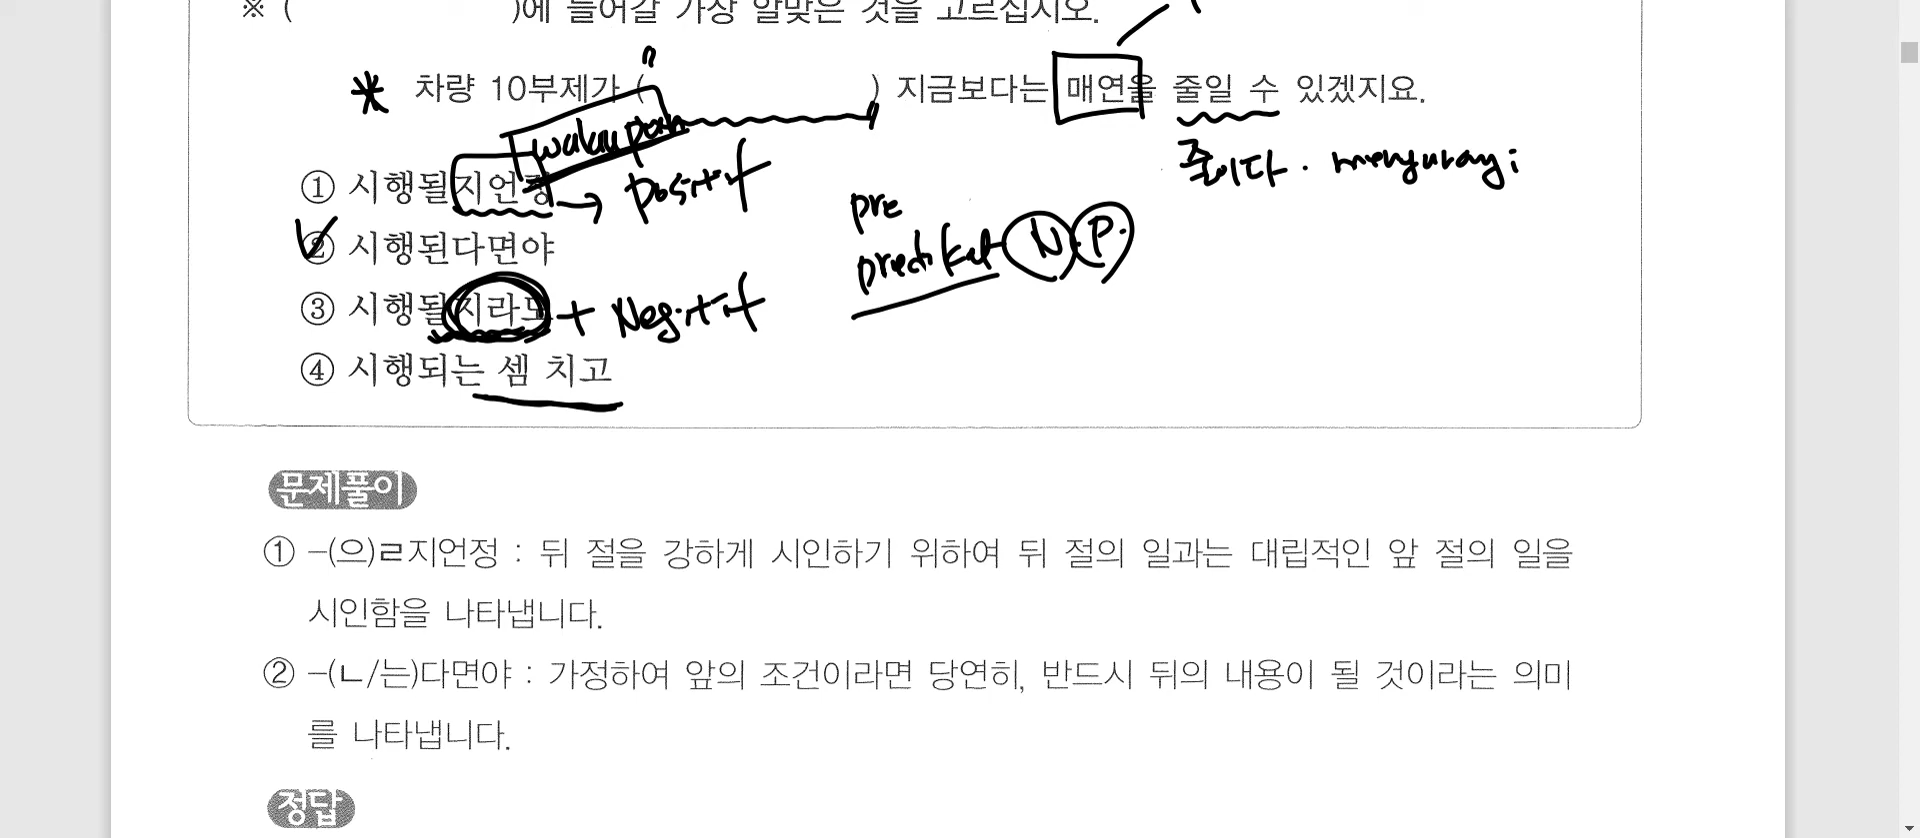 ※ (                    )에 들어갈 가장 알맞은 것을 고르십시오.
차량 10부제가 (                    ) 지금보다는 매연을 줄일 수 있겠지요.
walaupun
줄이다. mengurangi
① 시행될지언정 → positif
pre
② 시행된다면야
predikat N.P.
③ 시행될지라도 + Negitif
④ 시행되는 셈 치고
문제풀이
① -(으)ㄹ지언정 : 뒤 절을 강하게 시인하기 위하여 뒤 절의 일과는 대립적인 앞 절의 일을
시인함을 나타냅니다.
② -(ㄴ/는)다면야 : 가정하여 앞의 조건이라면 당연히, 반드시 뒤의 내용이 될 것이라는 의미
를 나타냅니다.
정답